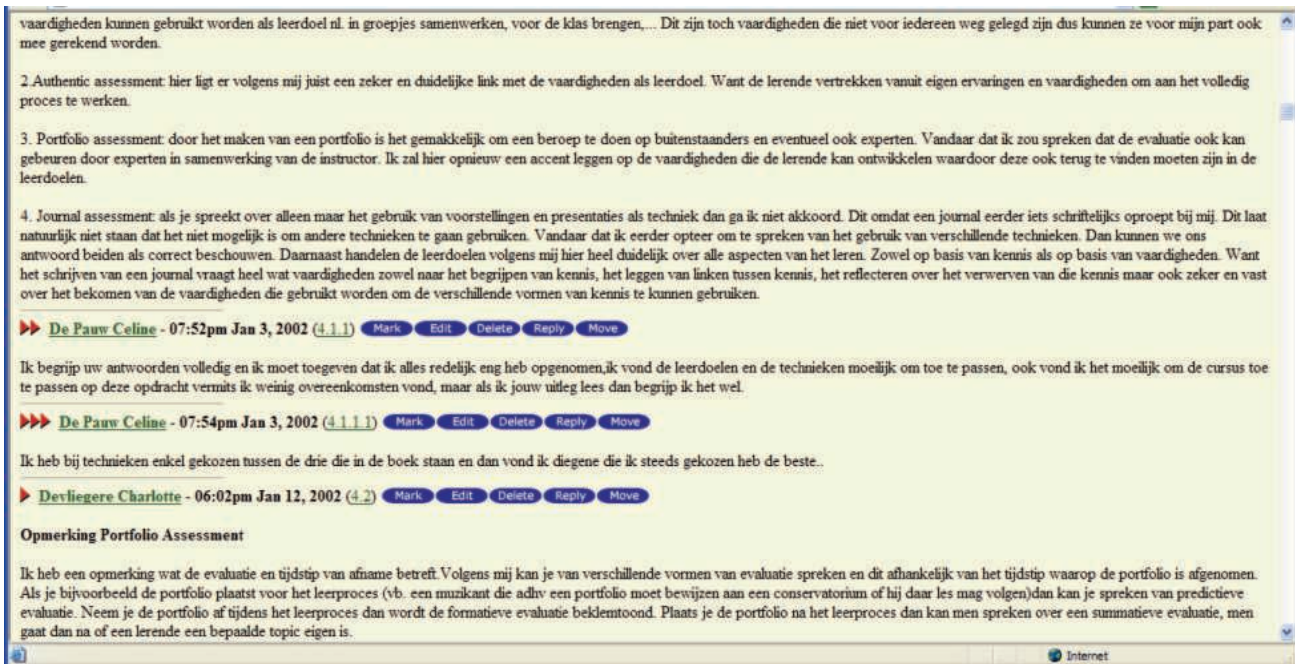 vaardigheden kunnen gebruikt worden als leerdoel nl. in groepjes samenwerken, voor de klas brengen,... Dit zijn toch vaardigheden die niet voor iedereen weg gelegd zijn dus kunnen ze voor mijn part ook
mee gerekend worden.
2.Authentic assessment: hier ligt er volgens mij juist een zeker en duidelijke link met de vaardigheden als leerdoel. Want de lerende vertrekken vanuit eigen ervaringen en vaardigheden om aan het volledig
proces te werken.
3. Portfolio assessment: door het maken van een portfolio is het gemakkelijk om een beroep te doen op buitenstaanders en eventueel ook experten. Vandaar dat ik zou spreken dat de evaluatie ook kan
gebeuren door experten in samenwerking van de instructor. Ik zal hier opnieuw een accent leggen op de vaardigheden die de lerende kan ontwikkelen waardoor deze ook terug te vinden moeten zijn in de
leerdoelen.
4. Journal assessment: als je spreekt over alleen maar het gebruik van voorstellingen en presentaties als techniek dan ga ik niet akkoord. Dit omdat een journal eerder iets schriftelijks oproept bij mij. Dit laat
natuurlijk niet staan dat het niet mogelijk is om andere technieken te gaan gebruiken. Vandaar dat ik eerder opteer om te spreken van het gebruik van verschillende technieken. Dan kunnen we ons
antwoord beiden als correct beschouwen. Daarnaast handelen de leerdoelen volgens mij hier heel duidelijk over alle aspecten van het leren. Zowel op basis van kennis als op basis van vaardigheden. Want
het schrijven van een journal vraagt heel wat vaardigheden zowel naar het begrijpen van kennis, het leggen van linken tussen kennis, het reflecteren over het verwerven van die kennis maar ook zeker en vast
over het bekomen van de vaardigheden die gebruikt worden om de verschillende vormen van kennis te kunnen gebruiken.
De Pauw Celine - 07:52pm Jan 3, 2002 (4.1.1) Mark Edit Delete Reply Move
Ik begrijp uw antwoorden volledig en ik moet toegeven dat ik alles redelijk eng heb opgenomen,ik vond de leerdoelen en de technieken moeilijk om toe te passen, ook vond ik het moeilijk om de cursus toe
te passen op deze opdracht vermits ik weinig overeenkomsten vond, maar als ik jouw uitleg lees dan begrijp ik het wel.
De Pauw Celine - 07:54pm Jan 3, 2002 (4.1.1.1) Mark Edit Delete Reply Move
Ik heb bij technieken enkel gekozen tussen de drie die in de boek staan en dan vond ik diegene die ik steeds gekozen heb de beste..
Devliegere Charlotte - 06:02pm Jan 12, 2002 (4.2) Mark Edit Delete Reply Move
Opmerking Portfolio Assessment
Ik heb een opmerking wat de evaluatie en tijdstip van afname betreft.Volgens mij kan je van verschillende vormen van evaluatie spreken en dit afhankelijk van het tijdstip waarop de portfolio is afgenomen.
Als je bijvoorbeeld de portfolio plaatst voor het leerproces (vb. een muzikant die adhv een portfolio moet bewijzen aan een conservatorium of hij daar les mag volgen)dan kan je spreken van predictieve
evaluatie. Neem je de portfolio af tijdens het leerproces dan wordt de formatieve evaluatie beklemtoond. Plaats je de portfolio na het leerproces dan kan men spreken over een summatieve evaluatie, men
gaat dan na of een lerende een bepaalde topic eigen is.
Internet